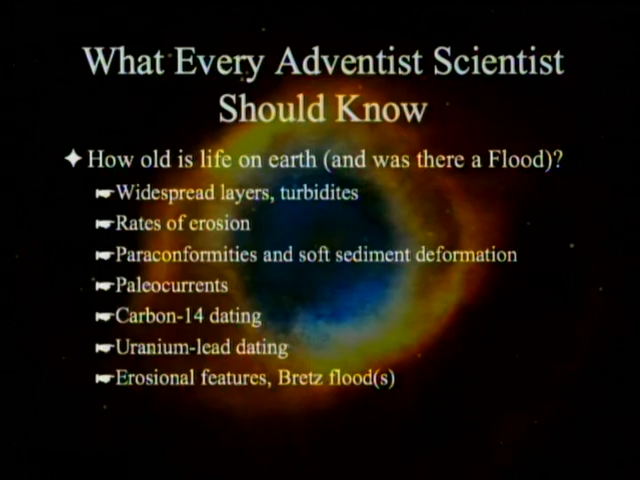 What Every Adventist Scientist
Should Know
How old is life on earth (and was there a Flood)?
Widespread layers, turbidites
Rates of erosion
Paraconformities and soft sediment deformation
Paleocurrents
Carbon-14 dating
Uranium-lead dating
Erosional features, Bretz flood(s)